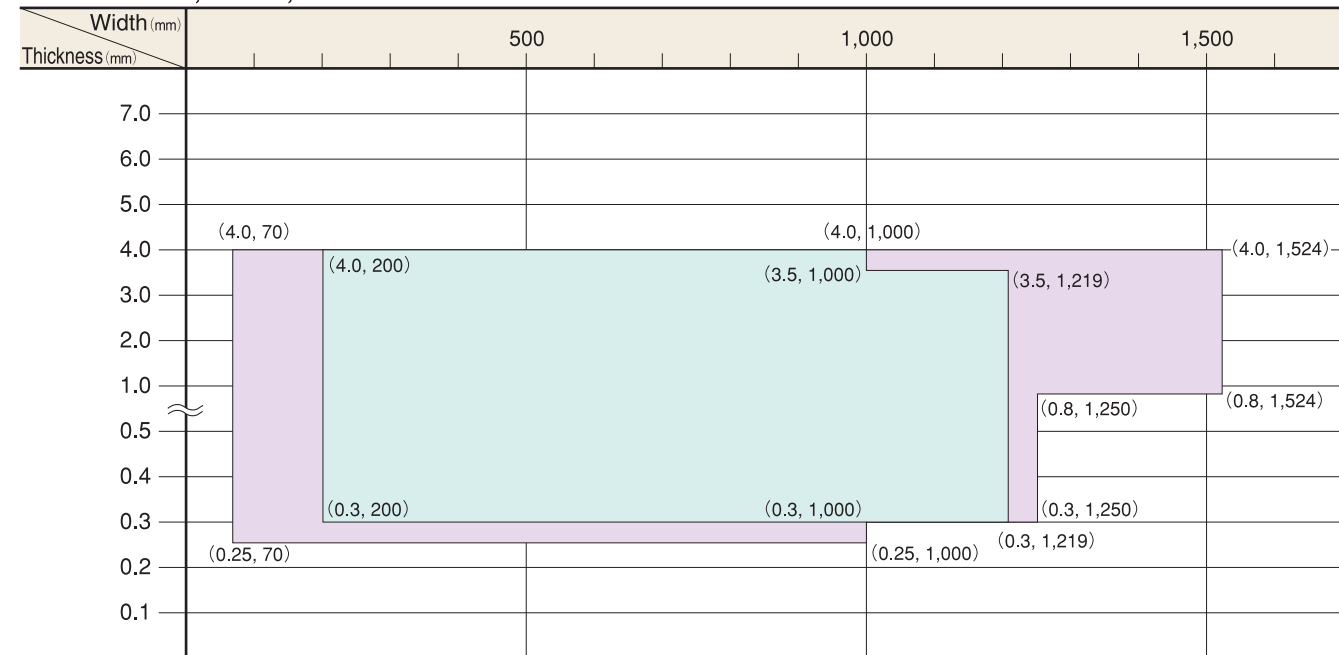 Width (mm)
500 1,000 1,500
Thickness (mm)
7.0
6.0
5.0
(4.0, 70) (4.0, 1,000)
4.0 (4.0, 1,524)
(4.0, 200) (3.5, 1,000) (3.5, 1,219)
3.0
2.0
1.0
(0.8, 1,250) (0.8, 1,524)
0.5
0.4
(0.3, 200) (0.3, 1,000) (0.3, 1,250)
0.3
(0.25, 70) (0.25, 1,000) (0.3, 1,219)
0.2
0.1